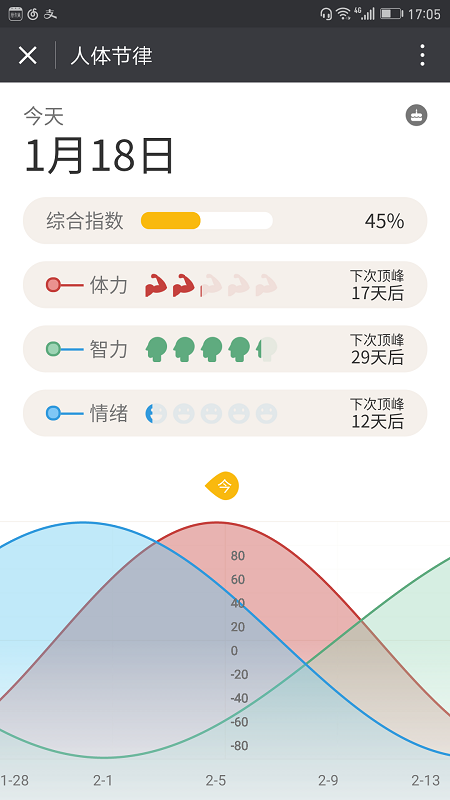 支 4G 17:05
人体节律
今天
1月18日
综合指数 45%
体力 下次顶峰
17天后
智力 下次顶峰
29天后
情绪 下次顶峰
12天后
今
80
60
40
20
0
-20
-40
-60
-80
1-28 2-1 2-5 2-9 2-13